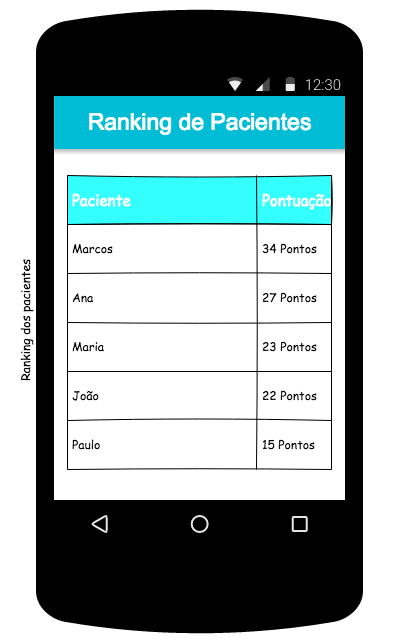 12:30
Ranking de Pacientes
Paciente Pontuação
Marcos 34 Pontos
Ana 27 Pontos
Maria 23 Pontos
João 22 Pontos
Paulo 15 Pontos
Ranking dos pacientes